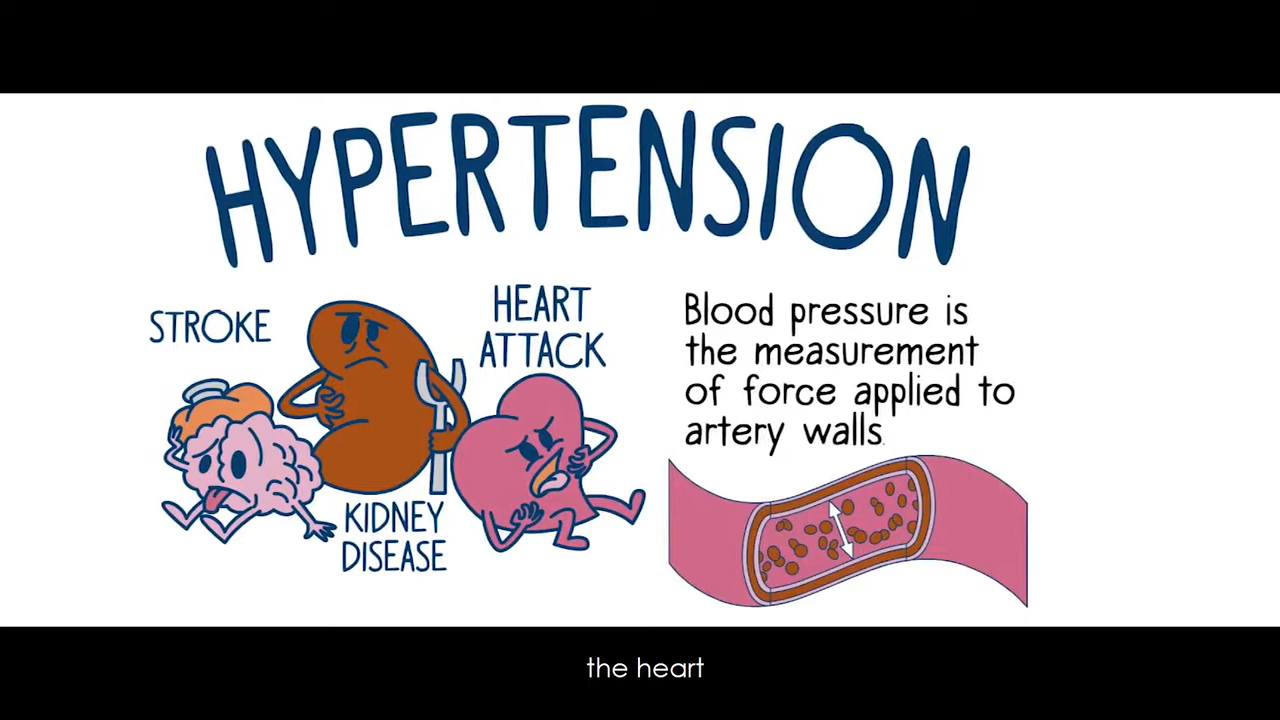 HYPERTENSION
STROKE
HEART
ATTACK
KIDNEY
DISEASE
Blood pressure is
the measurement
of force applied to
artery walls.
the heart